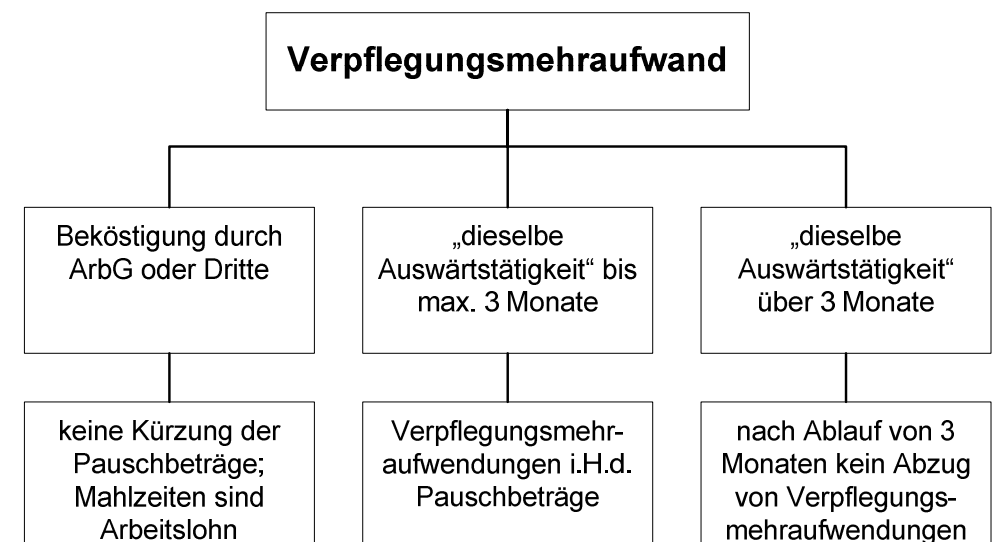 Verpflegungsmehraufwand
Beköstigung durch
ArbG oder Dritte
„dieselbe
Auswärtstätigkeit“ bis
max. 3 Monate
„dieselbe
Auswärtstätigkeit“
über 3 Monate
keine Kürzung der
Pauschbeträge;
Mahlzeiten sind
Arbeitslohn
Verpflegungsmehr-
aufwendungen i.H.d.
Pauschbeträge
nach Ablauf von 3
Monaten kein Abzug
von Verpflegungs-
mehraufwendungen